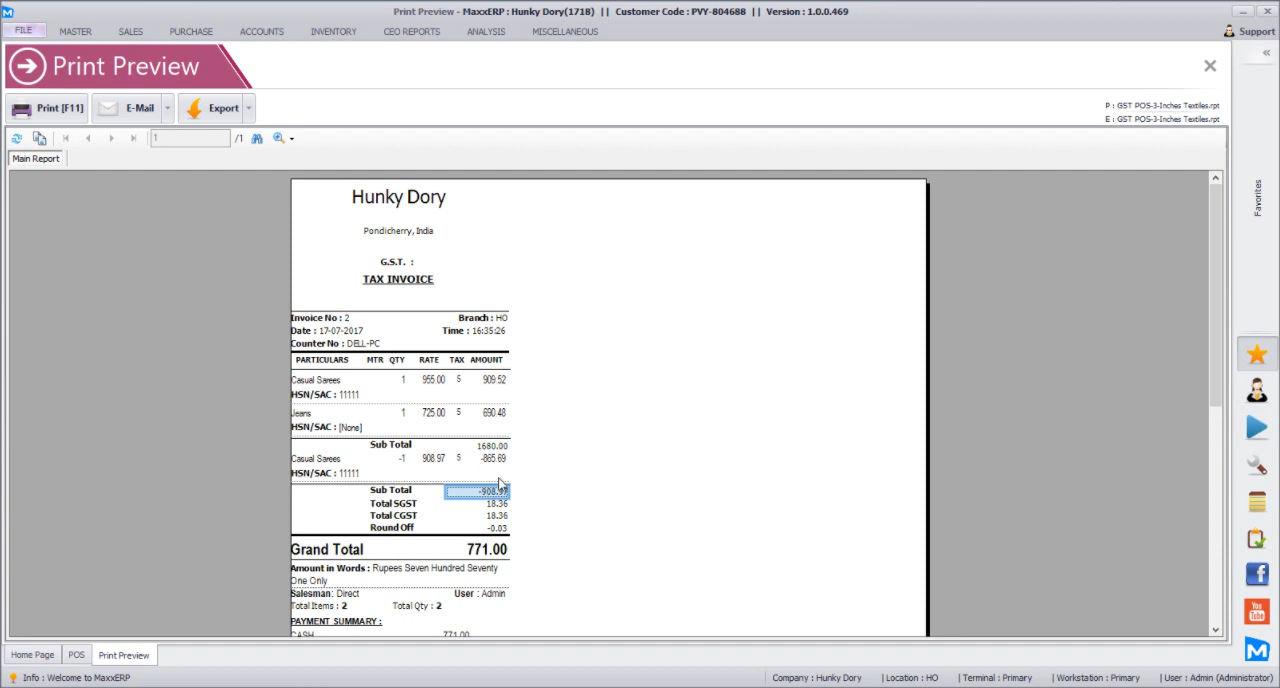 Print Preview - MaxxERP : Hunky Dory(1718) || Customer Code : PVY-804688 || Version : 1.0.0.469
FILE MASTER SALES PURCHASE ACCOUNTS INVENTORY CEO REPORTS ANALYSIS MISCELLANEOUS Support
Print Preview
Print [F11] E-Mail Export
P : GST POS-3-Inches Textiles.rpt
E : GST POS-3-Inches Textiles.rpt
1 /1
Main Report
Hunky Dory
Pondicherry, India
G.S.T. :
TAX INVOICE
Invoice No : 2 Branch : HO
Date : 17-07-2017 Time : 16:35:26
Counter No : DELL-PC
PARTICULARS MTR QTY RATE TAX AMOUNT
Casual Sarees 1 955.00 5 909.52
HSN/SAC : 11111
Jeans 1 725.00 5 690.48
HSN/SAC : [None]
Sub Total 1680.00
Casual Sarees -1 908.97 5 -865.69
HSN/SAC : 11111
Sub Total -908.97
Total SGST 18.36
Total CGST 18.36
Round Off -0.03
Grand Total 771.00
Amount in Words : Rupees Seven Hundred Seventy
One Only
Salesman: Direct User : Admin
Total Items : 2 Total Qty : 2
PAYMENT SUMMARY :
CASH 771.00
Favorites
You
Tube
Home Page POS Print Preview
Info : Welcome to MaxxERP Company : Hunky Dory | Location : HO | Terminal : Primary | Workstation : Primary | User : Admin (Administrator)